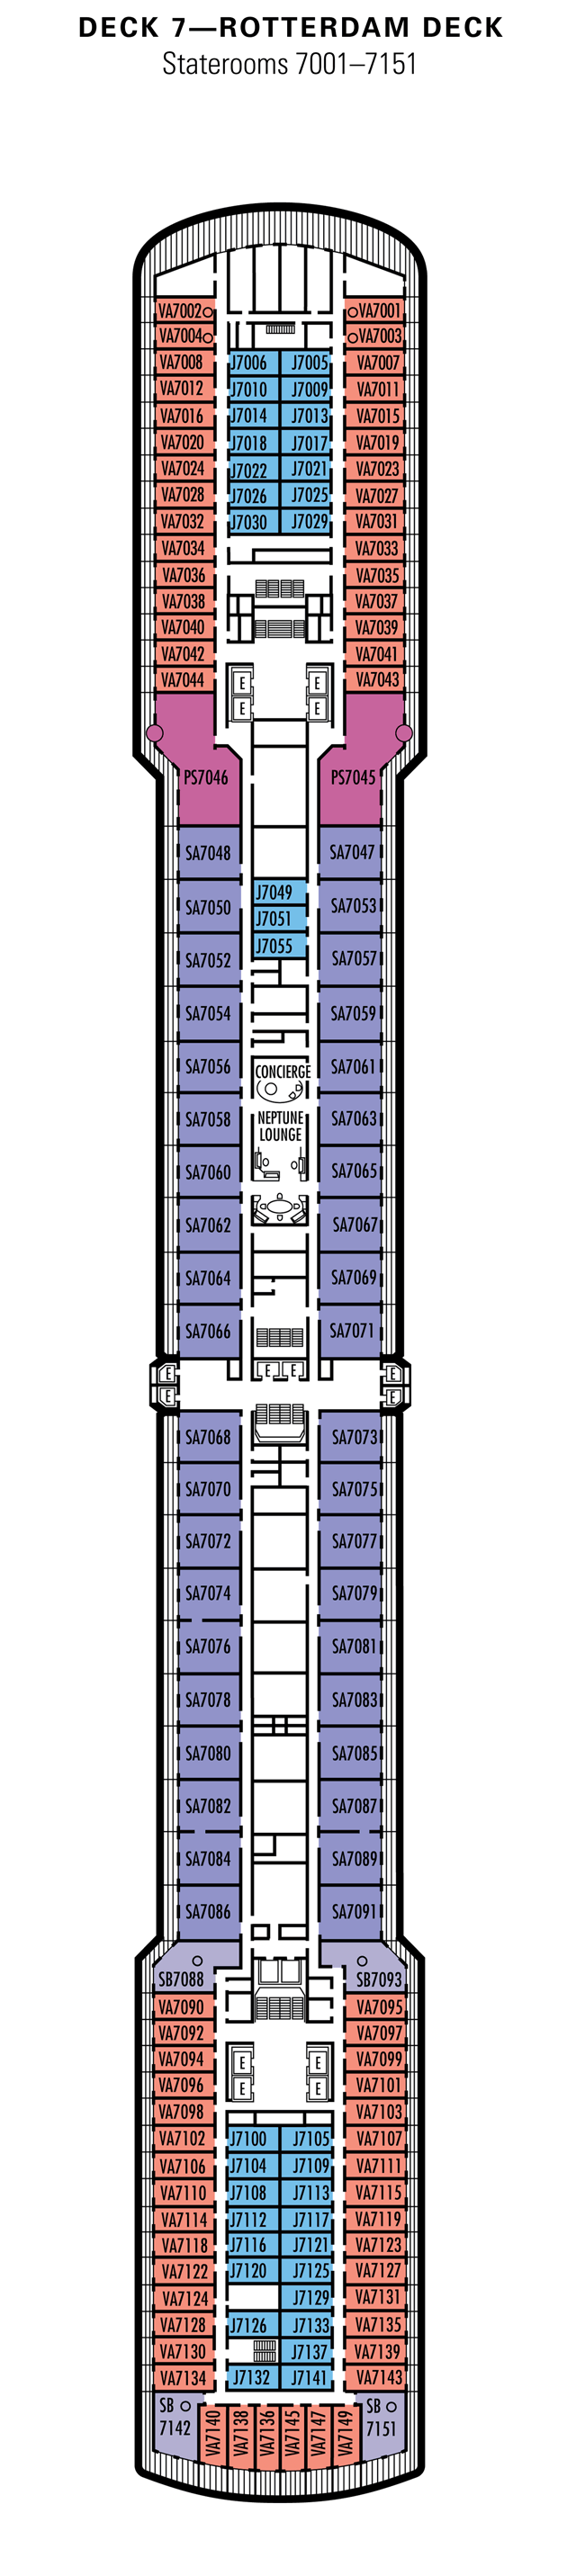 DECK 7—ROTTERDAM DECK
Staterooms 7001–7151
VA7002 VA7001
VA7004 VA7003
VA7008 J7006 J7005 VA7007
VA7012 J7010 J7009 VA7011
VA7016 J7014 J7013 VA7015
VA7020 J7018 J7017 VA7019
VA7024 J7022 J7021 VA7023
VA7028 J7026 J7025 VA7027
VA7032 J7030 J7029 VA7031
VA7034 VA7033
VA7036 VA7035
VA7038 VA7037
VA7040 VA7039
VA7042 VA7041
VA7044 E E VA7043
E E
PS7046 PS7045
SA7048 SA7047
J7049
SA7050 SA7053
J7051
J7055
SA7052 SA7057
SA7054 SA7059
SA7056 SA7061
CONCIERGE
SA7058 NEPTUNE SA7063
LOUNGE
SA7060 SA7065
SA7062 SA7067
SA7064 SA7069
SA7066 SA7071
E E E E
E E
SA7068 SA7073
SA7070 SA7075
SA7072 SA7077
SA7074 SA7079
SA7076 SA7081
SA7078 SA7083
SA7080 SA7085
SA7082 SA7087
SA7084 SA7089
SA7086 SA7091
SB7088 SB7093
VA7090 VA7095
VA7092 VA7097
VA7094 E E VA7099
VA7096 E E VA7101
VA7098 VA7103
VA7102 J7100 J7105 VA7107
VA7106 J7104 J7109 VA7111
VA7110 J7108 J7113 VA7115
VA7114 J7112 J7117 VA7119
VA7118 J7116 J7121 VA7123
VA7122 J7120 J7125 VA7127
VA7124 J7129 VA7131
VA7128 J7126 J7133 VA7135
VA7130 J7137 VA7139
VA7134 J7132 J7141 VA7143
SB SB
7142 7151
VA7140 VA7138 VA7136 VA7145 VA7147 VA7149